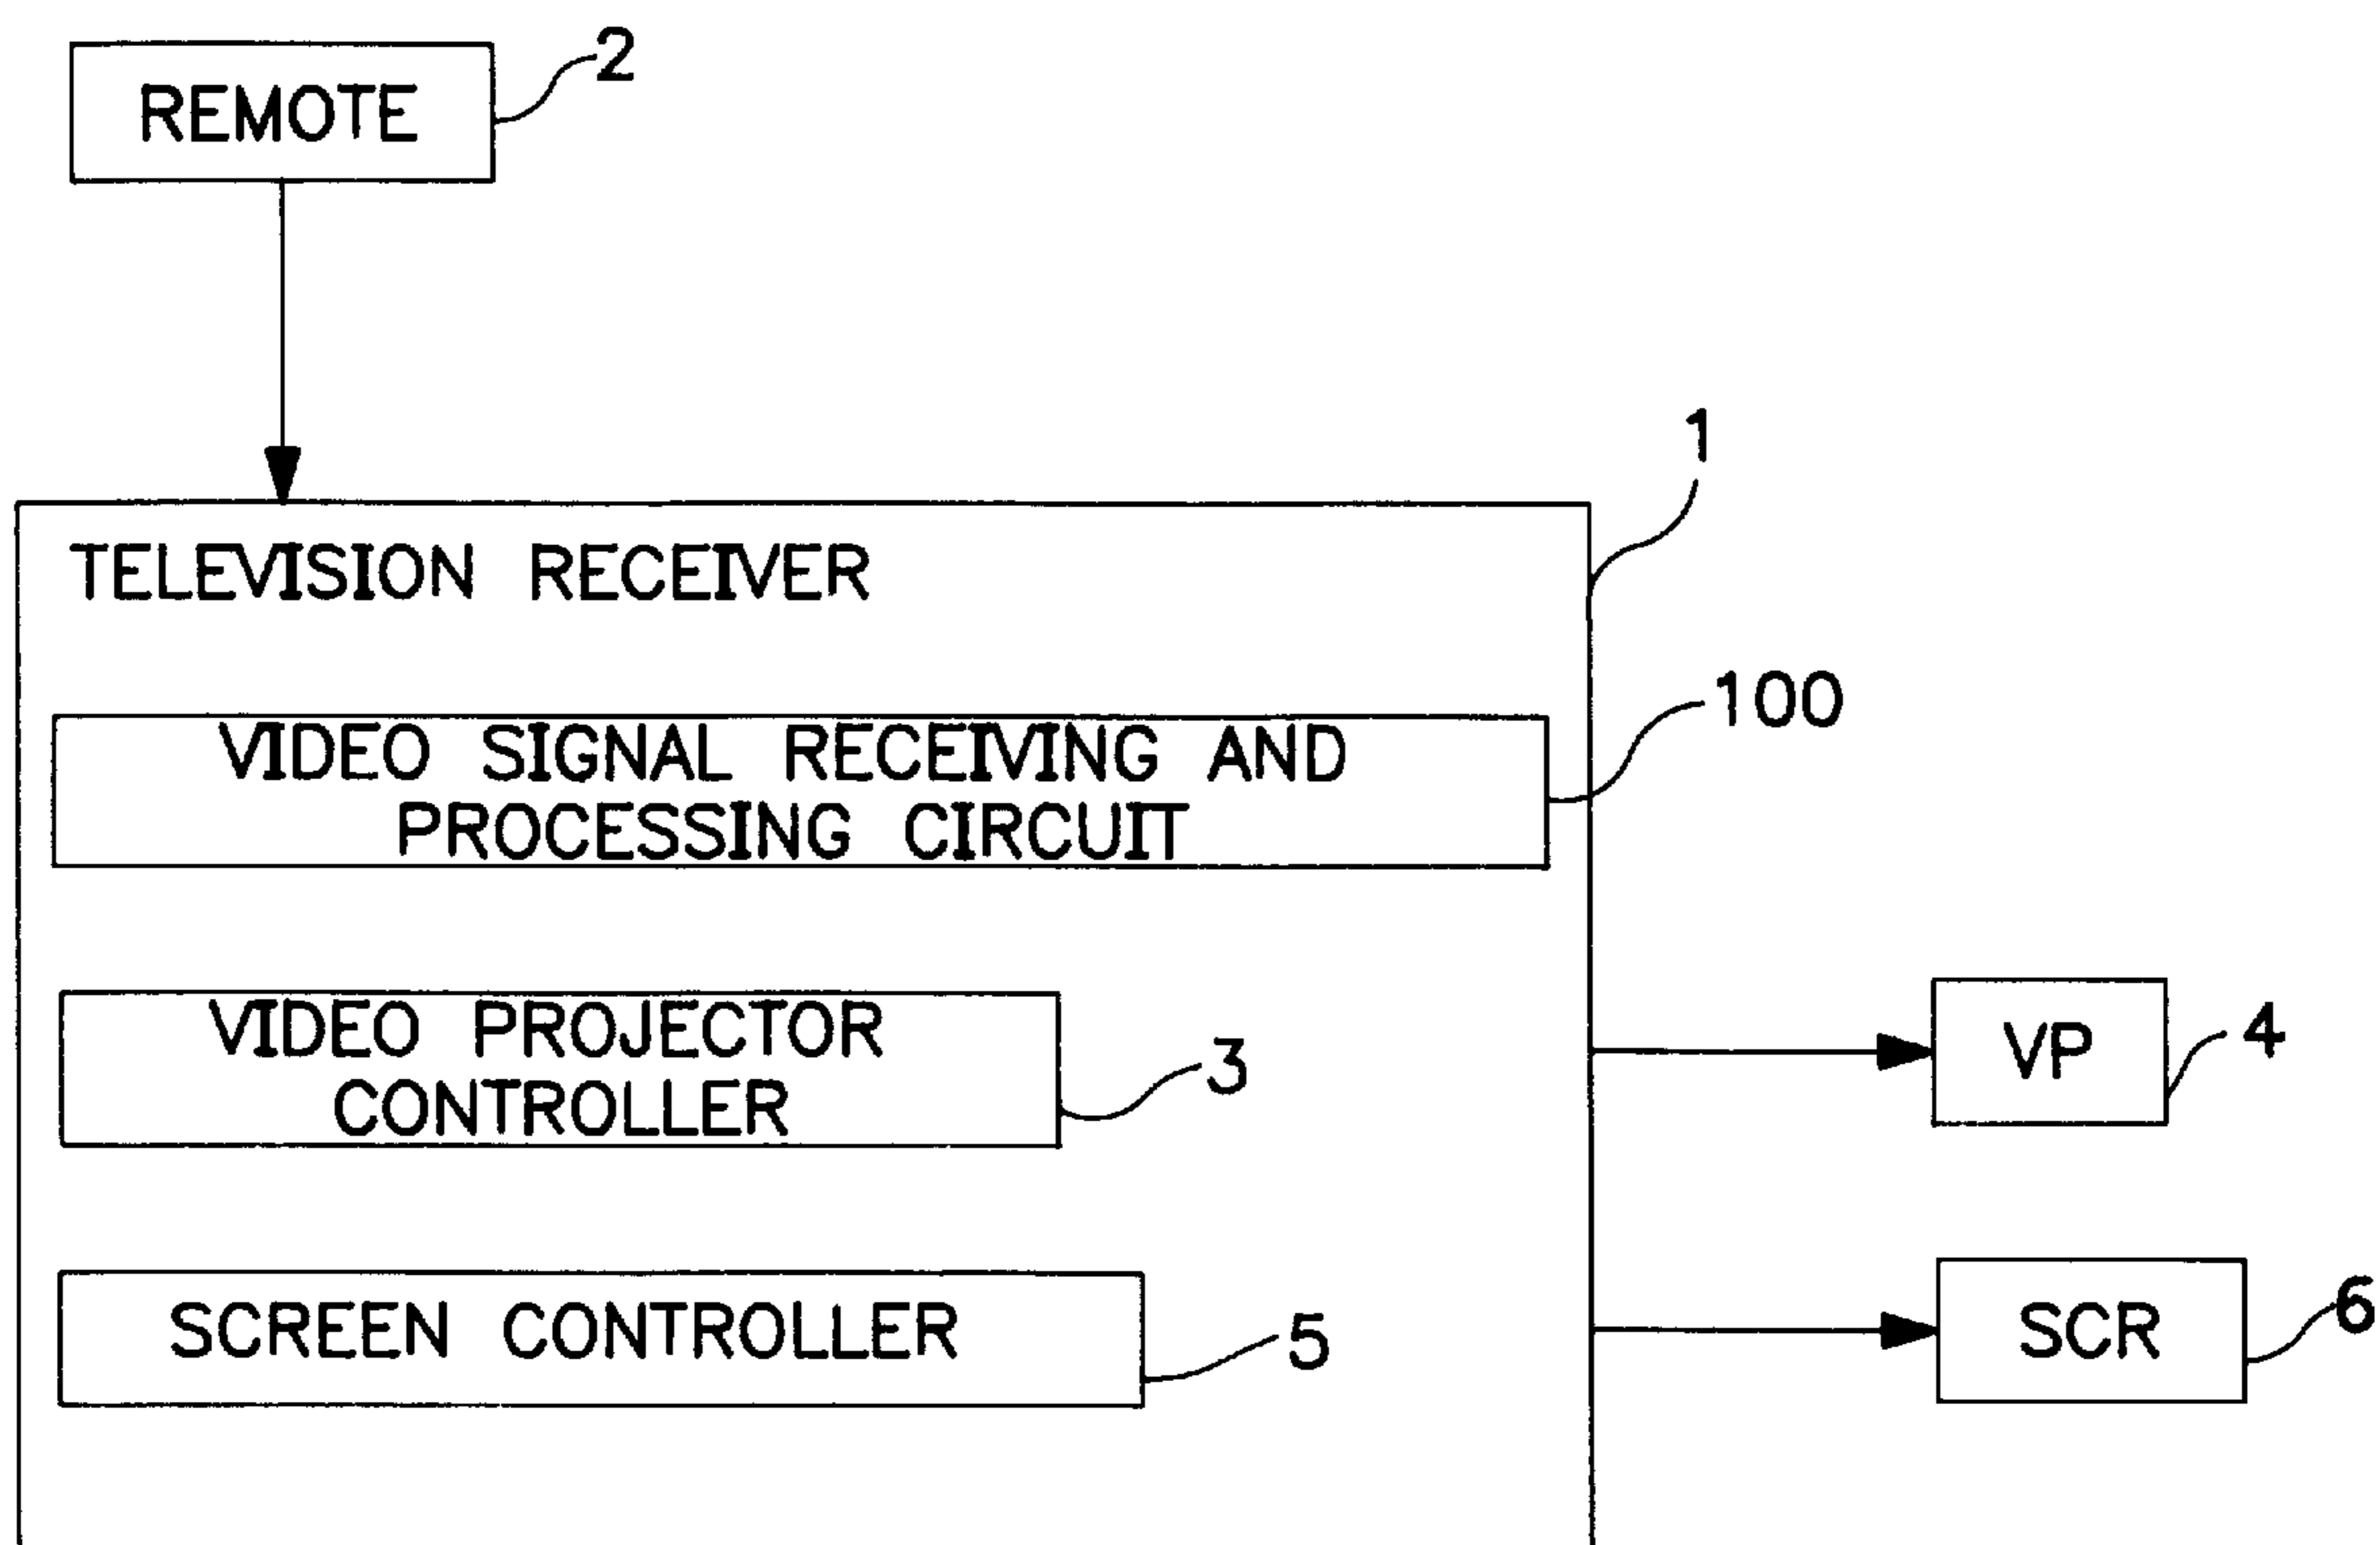 REMOTE
2
1
TELEVISION RECEIVER
100
VIDEO SIGNAL RECEIVING AND
PROCESSING CIRCUIT
VIDEO PROJECTOR
CONTROLLER
3
VP
4
SCREEN CONTROLLER
5
SCR
6